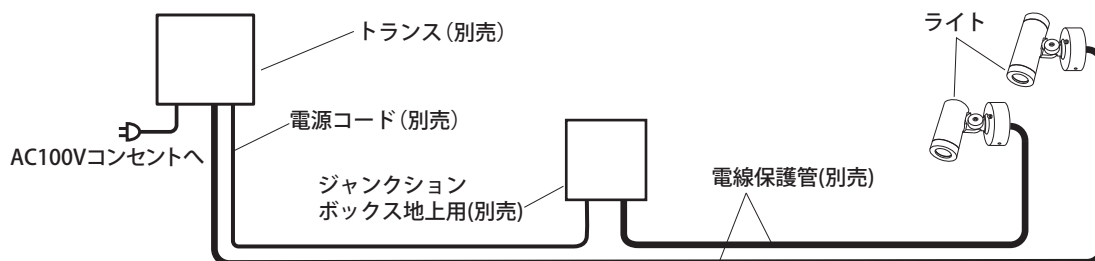 トランス（別売）
ライト
電源コード（別売）
AC100Vコンセントへ
電線保護管(別売)
ジャンクション
ボックス地上用(別売)